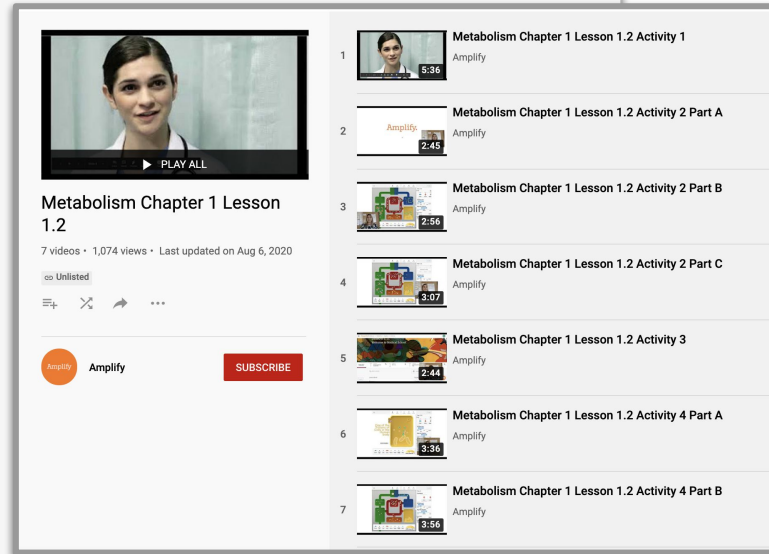 PLAY ALL
Metabolism Chapter 1 Lesson
1.2
7 videos • 1,074 views • Last updated on Aug 6, 2020
Unlisted
Amplify
Amplify
SUBSCRIBE
1
5:36
Metabolism Chapter 1 Lesson 1.2 Activity 1
Amplify
2
Amplify.
2:45
Metabolism Chapter 1 Lesson 1.2 Activity 2 Part A
Amplify
3
2:56
Metabolism Chapter 1 Lesson 1.2 Activity 2 Part B
Amplify
4
3:07
Metabolism Chapter 1 Lesson 1.2 Activity 2 Part C
Amplify
5
2:44
Metabolism Chapter 1 Lesson 1.2 Activity 3
Amplify
6
3:36
Metabolism Chapter 1 Lesson 1.2 Activity 4 Part A
Amplify
7
3:56
Metabolism Chapter 1 Lesson 1.2 Activity 4 Part B
Amplify